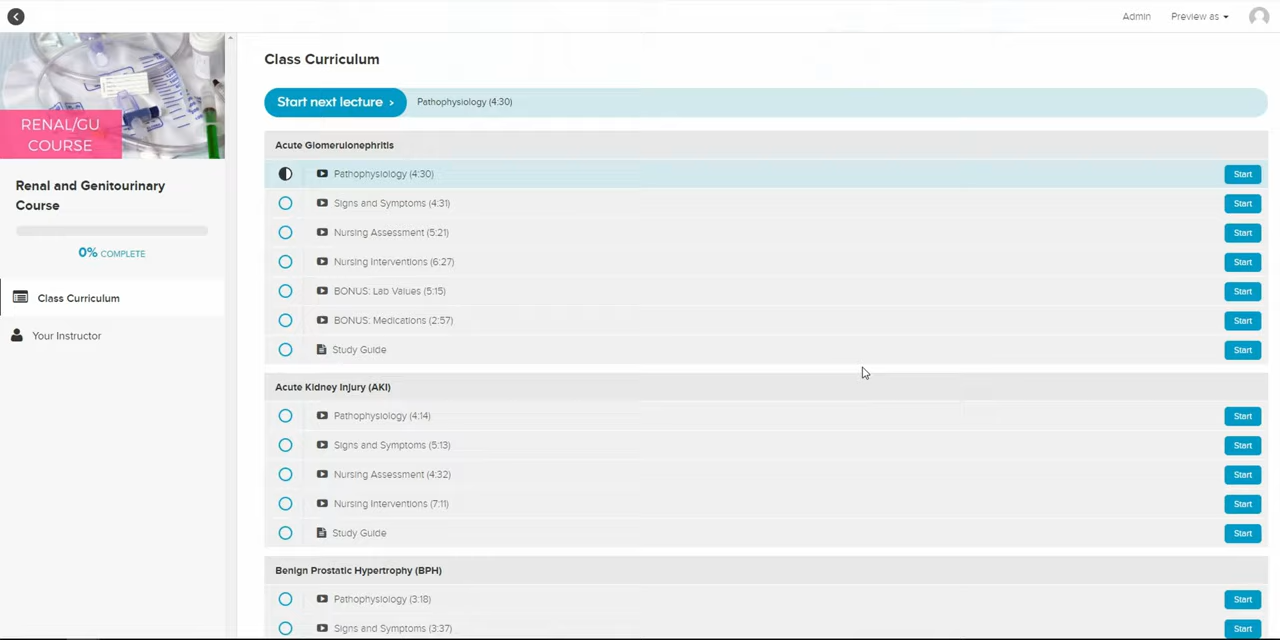 Admin
Preview as
RENAL/GU
COURSE
Renal and Genitourinary
Course
0% COMPLETE
Class Curriculum
Your Instructor
Class Curriculum
Start next lecture › Pathophysiology (4:30)
Acute Glomerulonephritis
Pathophysiology (4:30) Start
Signs and Symptoms (4:31) Start
Nursing Assessment (5:21) Start
Nursing Interventions (6:27) Start
BONUS: Lab Values (5:15) Start
BONUS: Medications (2:57) Start
Study Guide Start
Acute Kidney Injury (AKI)
Pathophysiology (4:14) Start
Signs and Symptoms (5:13) Start
Nursing Assessment (4:32) Start
Nursing Interventions (7:11) Start
Study Guide Start
Benign Prostatic Hypertrophy (BPH)
Pathophysiology (3:18) Start
Signs and Symptoms (3:37) Start